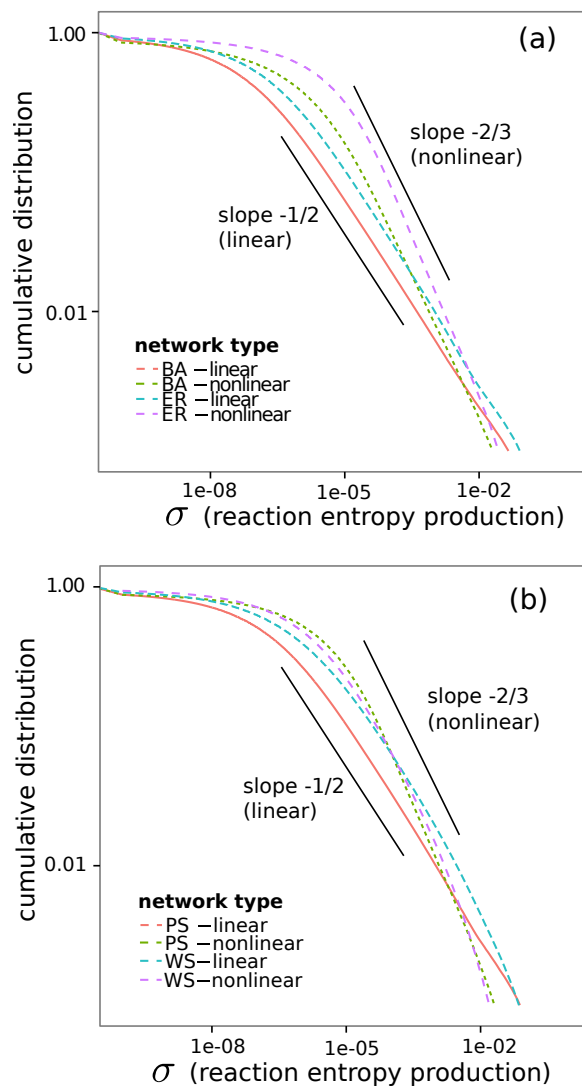 (a)
1.00
slope -2/3
(nonlinear)
slope -1/2
(linear)
0.01
cumulative distribution
network type
BA −linear
BA −nonlinear
ER −linear
ER −nonlinear
1e-08 1e-05 1e-02
σ (reaction entropy production)
(b)
1.00
slope -2/3
(nonlinear)
slope -1/2
(linear)
0.01
cumulative distribution
network type
PS −linear
PS −nonlinear
WS−linear
WS−nonlinear
1e-08 1e-05 1e-02
σ (reaction entropy production)